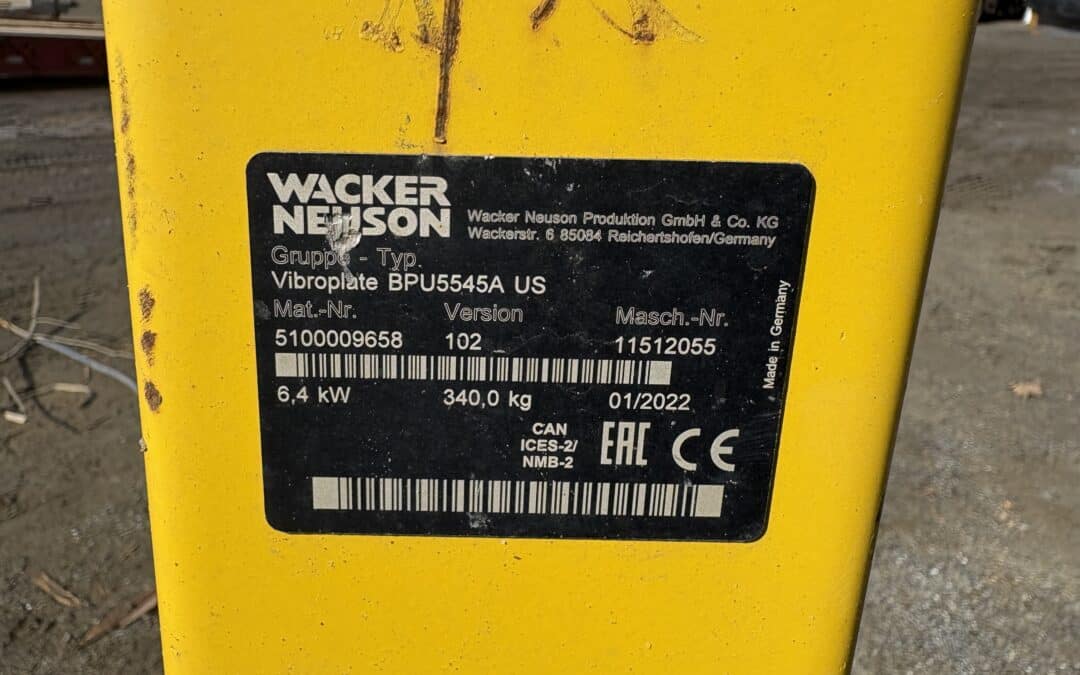 WACKER
NEUSON
Wacker Neuson Produktion GmbH & Co. KG
Wackerstr. 6 85084 Reichertshofen/Germany
Gruppe - Typ.
Vibroplate BPU5545A US
Mat.-Nr. Version Masch.-Nr.
5100009658 102 11512055
6,4 kW 340,0 kg 01/2022
CAN
ICES-2/
NMB-2
EAC CE
Made in Germany